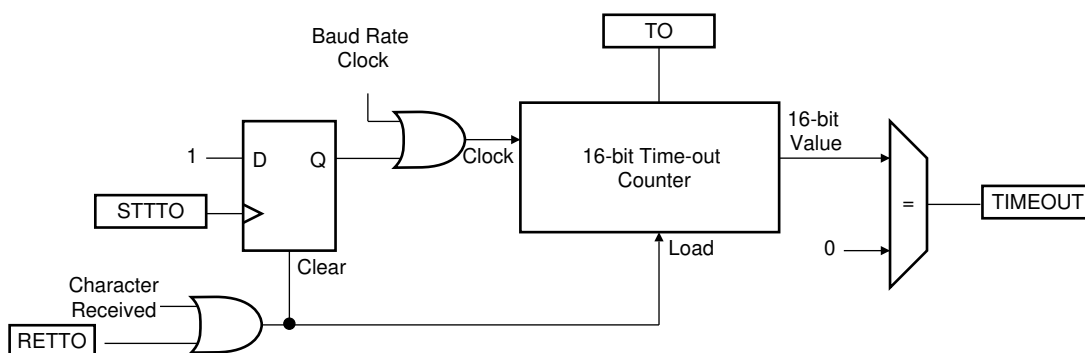 TO
Baud Rate
Clock
16-bit
Value
1
D
Q
Clock
16-bit Time-out
Counter
STTTO
=
TIMEOUT
Clear
Load
0
Character
Received
RETTO